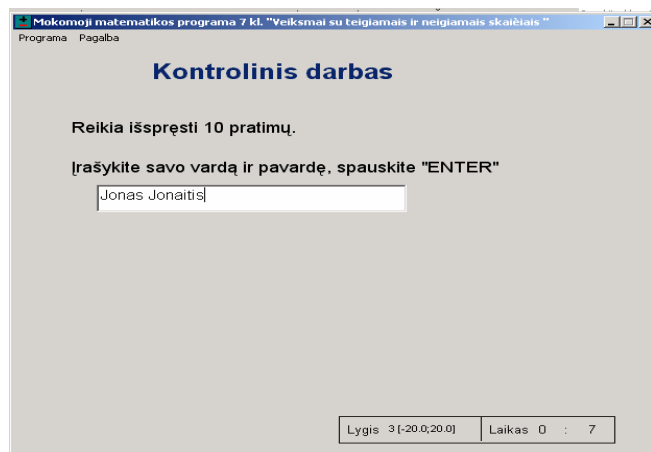 Mokomoji matematikos programa 7 kl. "Veiksmai su teigiamais ir neigiamais skaièiais "
Programa Pagalba
Kontrolinis darbas
Reikia išspręsti 10 pratimų.
Įrašykite savo vardą ir pavardę, spauskite "ENTER"
Jonas Jonaitis
Lygis 3 [-20.0;20.0] Laikas 0 : 7